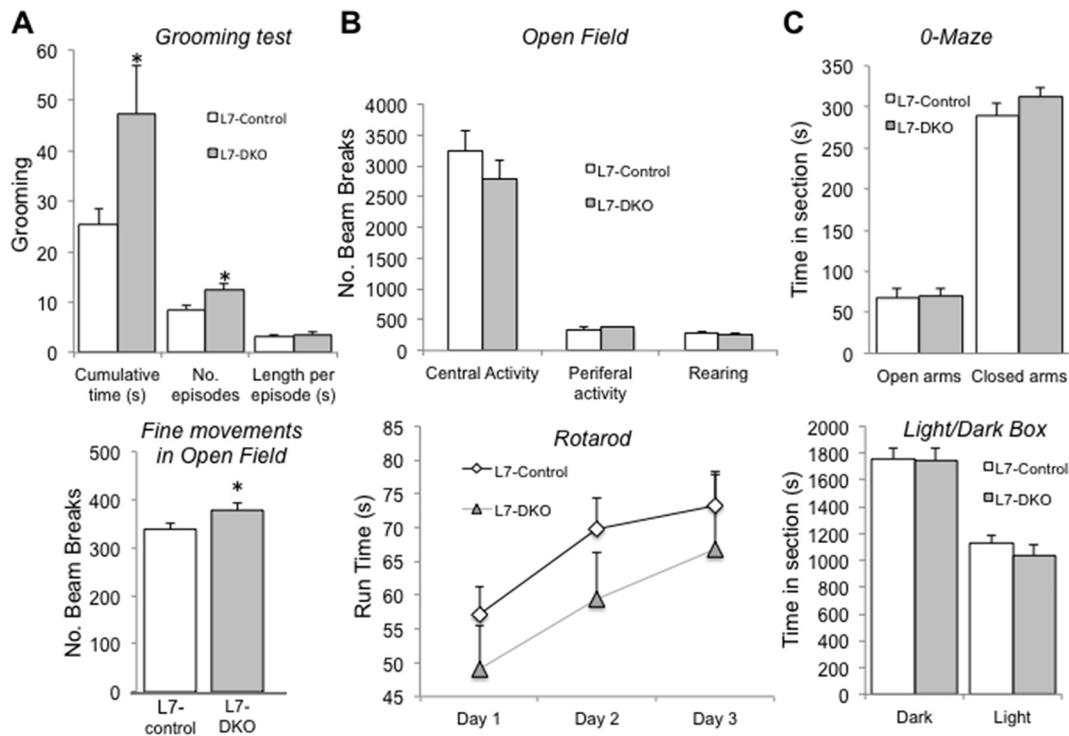 A
Grooming test
60
50
40
30
20
10
0
Grooming
*
*
L7-Control
L7-DKO
Cumulative
time (s)
No.
episodes
Length per
episode (s)
Fine movements
in Open Field
500
400
300
200
100
0
No. Beam Breaks
*
L7-
control
L7-
DKO
B
Open Field
4000
3500
3000
2500
2000
1500
1000
500
0
No. Beam Breaks
L7-Control
L7-DKO
Central Activity
Periferal
activity
Rearing
Rotarod
85
80
75
70
65
60
55
50
45
Run Time (s)
L7-Control
L7-DKO
Day 1
Day 2
Day 3
C
0-Maze
350
300
250
200
150
100
50
0
Time in section (s)
L7-Control
L7-DKO
Open arms
Closed arms
Light/Dark Box
2000
1800
1600
1400
1200
1000
800
600
400
200
0
Time in section (s)
L7-Control
L7-DKO
Dark
Light